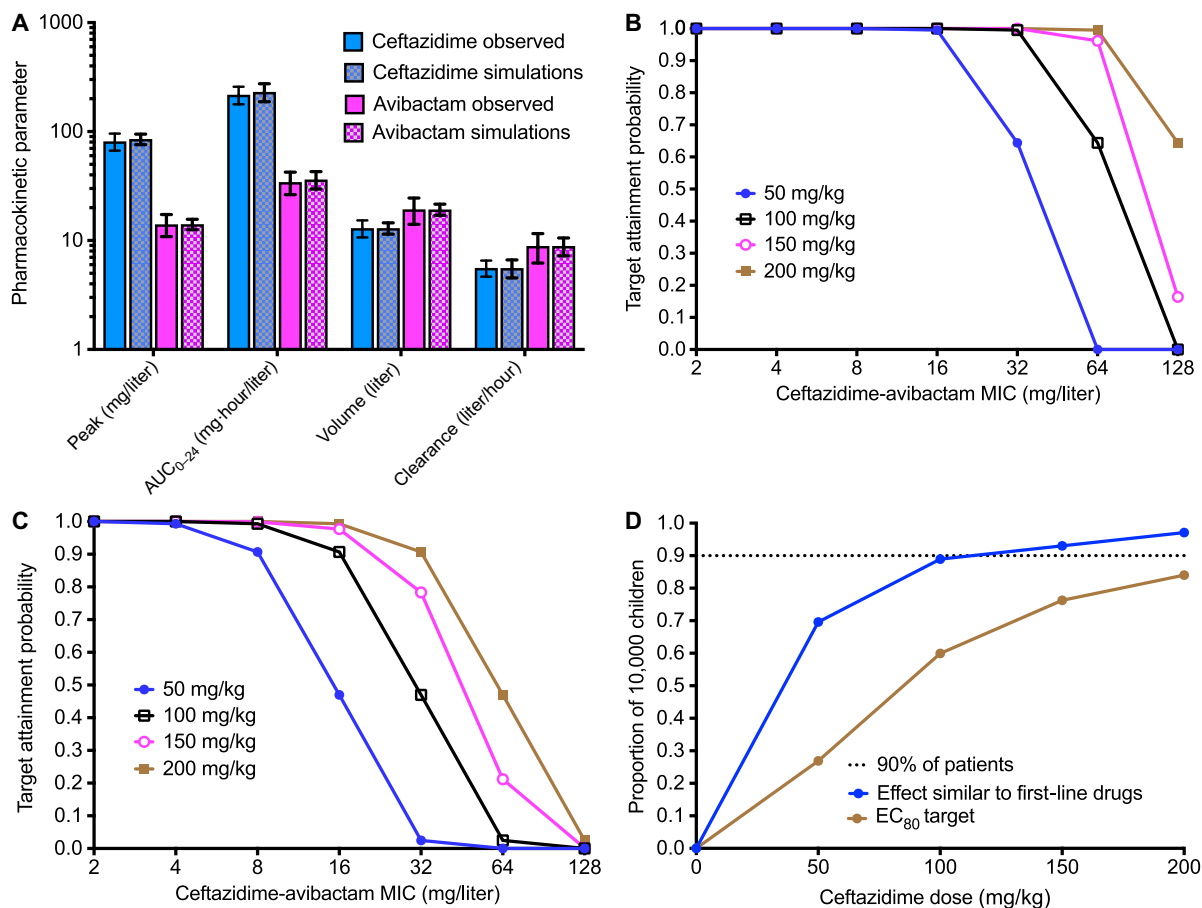 A
1000
100
10
1
Pharmacokinetic parameter
Ceftazidime observed
Ceftazidime simulations
Avibactam observed
Avibactam simulations
Peak (mg/liter)
AUC0–24 (mg·hour/liter)
Volume (liter)
Clearance (liter/hour)
B
1.0
0.9
0.8
0.7
0.6
0.5
0.4
0.3
0.2
0.1
0.0
Target attainment probability
50 mg/kg
100 mg/kg
150 mg/kg
200 mg/kg
2 4 8 16 32 64 128
Ceftazidime-avibactam MIC (mg/liter)
C
1.0
0.9
0.8
0.7
0.6
0.5
0.4
0.3
0.2
0.1
0.0
Target attainment probability
50 mg/kg
100 mg/kg
150 mg/kg
200 mg/kg
2 4 8 16 32 64 128
Ceftazidime-avibactam MIC (mg/liter)
D
1.0
0.9
0.8
0.7
0.6
0.5
0.4
0.3
0.2
0.1
0.0
Proportion of 10,000 children
90% of patients
Effect similar to first-line drugs
EC80 target
0 50 100 150 200
Ceftazidime dose (mg/kg)